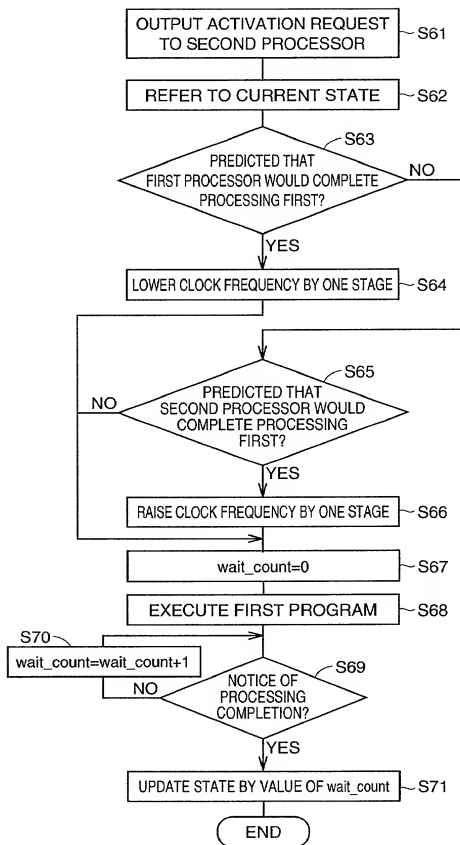 OUTPUT ACTIVATION REQUEST
TO SECOND PROCESSOR
S61
REFER TO CURRENT STATE
S62
S63
PREDICTED THAT
FIRST PROCESSOR WOULD COMPLETE
PROCESSING FIRST?
NO
YES
LOWER CLOCK FREQUENCY BY ONE STAGE
S64
S65
PREDICTED THAT
SECOND PROCESSOR WOULD
COMPLETE PROCESSING
FIRST?
NO
YES
RAISE CLOCK FREQUENCY BY ONE STAGE
S66
wait_count=0
S67
EXECUTE FIRST PROGRAM
S68
S70
wait_count=wait_count+1
S69
NOTICE OF
PROCESSING
COMPLETION?
NO
YES
UPDATE STATE BY VALUE OF wait_count
S71
END